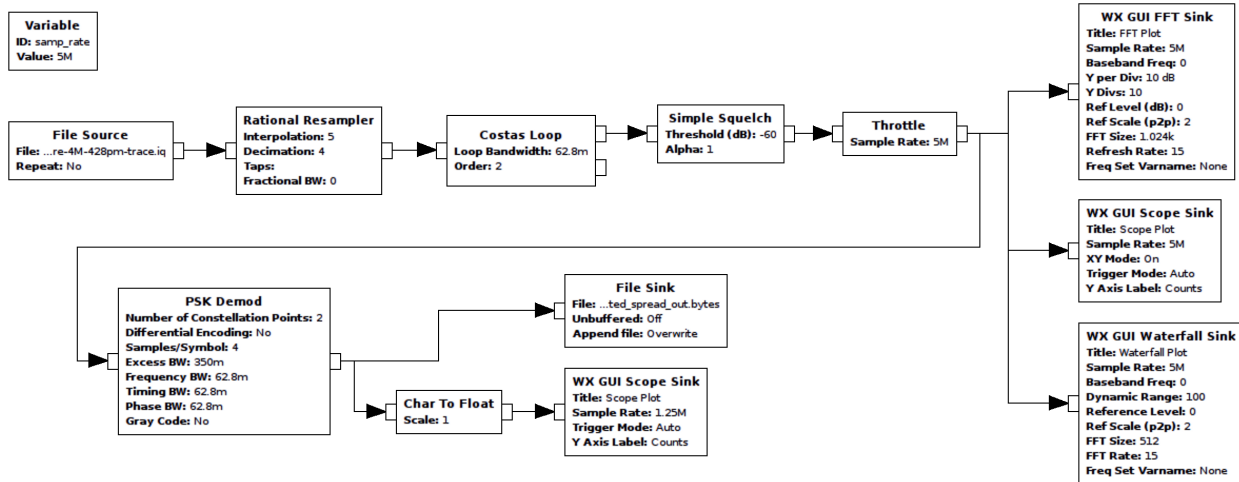 Variable
ID: samp_rate
Value: 5M
File Source
File: ...re-4M-428pm-trace.iq
Repeat: No
Rational Resampler
Interpolation: 5
Decimation: 4
Taps:
Fractional BW: 0
Costas Loop
Loop Bandwidth: 62.8m
Order: 2
Simple Squelch
Threshold (dB): -60
Alpha: 1
Throttle
Sample Rate: 5M
WX GUI FFT Sink
Title: FFT Plot
Sample Rate: 5M
Baseband Freq: 0
Y per Div: 10 dB
Y Divs: 10
Ref Level (dB): 0
Ref Scale (p2p): 2
FFT Size: 1.024k
Refresh Rate: 15
Freq Set Varname: None
WX GUI Scope Sink
Title: Scope Plot
Sample Rate: 5M
XY Mode: On
Trigger Mode: Auto
Y Axis Label: Counts
PSK Demod
Number of Constellation Points: 2
Differential Encoding: No
Samples/Symbol: 4
Excess BW: 350m
Frequency BW: 62.8m
Timing BW: 62.8m
Phase BW: 62.8m
Gray Code: No
File Sink
File: ...ted_spread_out.bytes
Unbuffered: Off
Append file: Overwrite
Char To Float
Scale: 1
WX GUI Scope Sink
Title: Scope Plot
Sample Rate: 1.25M
Trigger Mode: Auto
Y Axis Label: Counts
WX GUI Waterfall Sink
Title: Waterfall Plot
Sample Rate: 5M
Baseband Freq: 0
Dynamic Range: 100
Reference Level: 0
Ref Scale (p2p): 2
FFT Size: 512
FFT Rate: 15
Freq Set Varname: None